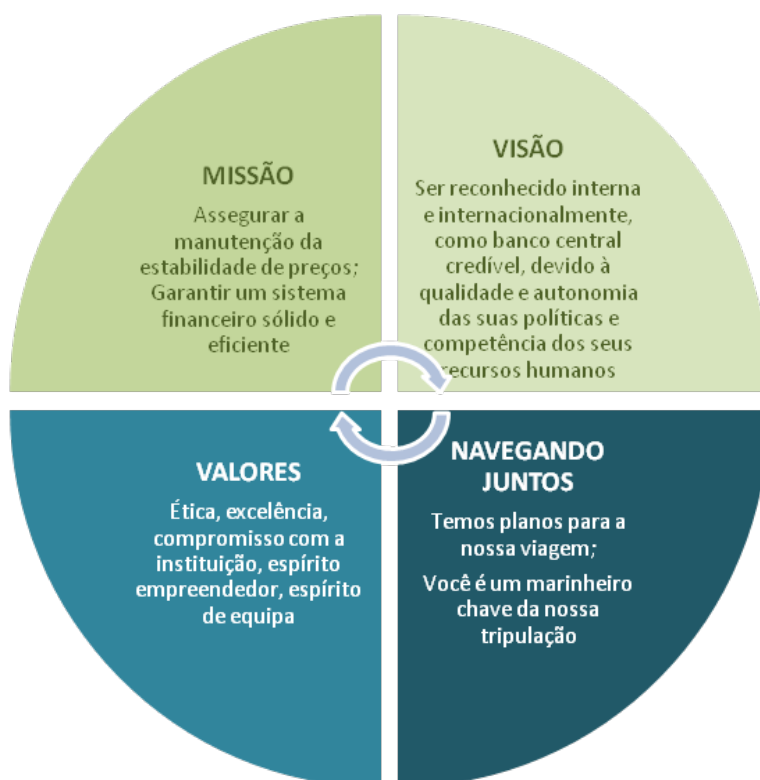 MISSÃO
Assegurar a
manutenção da
estabilidade de preços;
Garantir um sistema
financeiro sólido e
eficiente
VISÃO
Ser reconhecido interna
e internacionalmente,
como banco central
credível, devido à
qualidade e autonomia
das suas políticas e
competência dos seus
recursos humanos
VALORES
Ética, excelência,
compromisso com a
instituição, espírito
empreendedor, espírito
de equipa
NAVEGANDO
JUNTOS
Temos planos para a
nossa viagem;
Você é um marinheiro
chave da nossa
tripulação